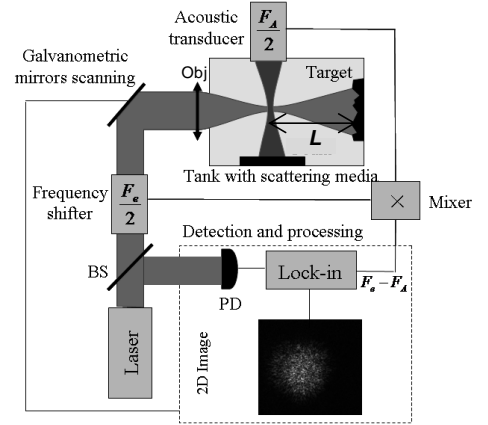 Acoustic
transducer
F_A
2
Galvanometric
mirrors scanning
Obj
Target
L
Tank with scattering media
Frequency
shifter
F_e
2
×
Mixer
Detection and processing
BS
PD
Lock-in
F_e – F_A
Laser
2D Image